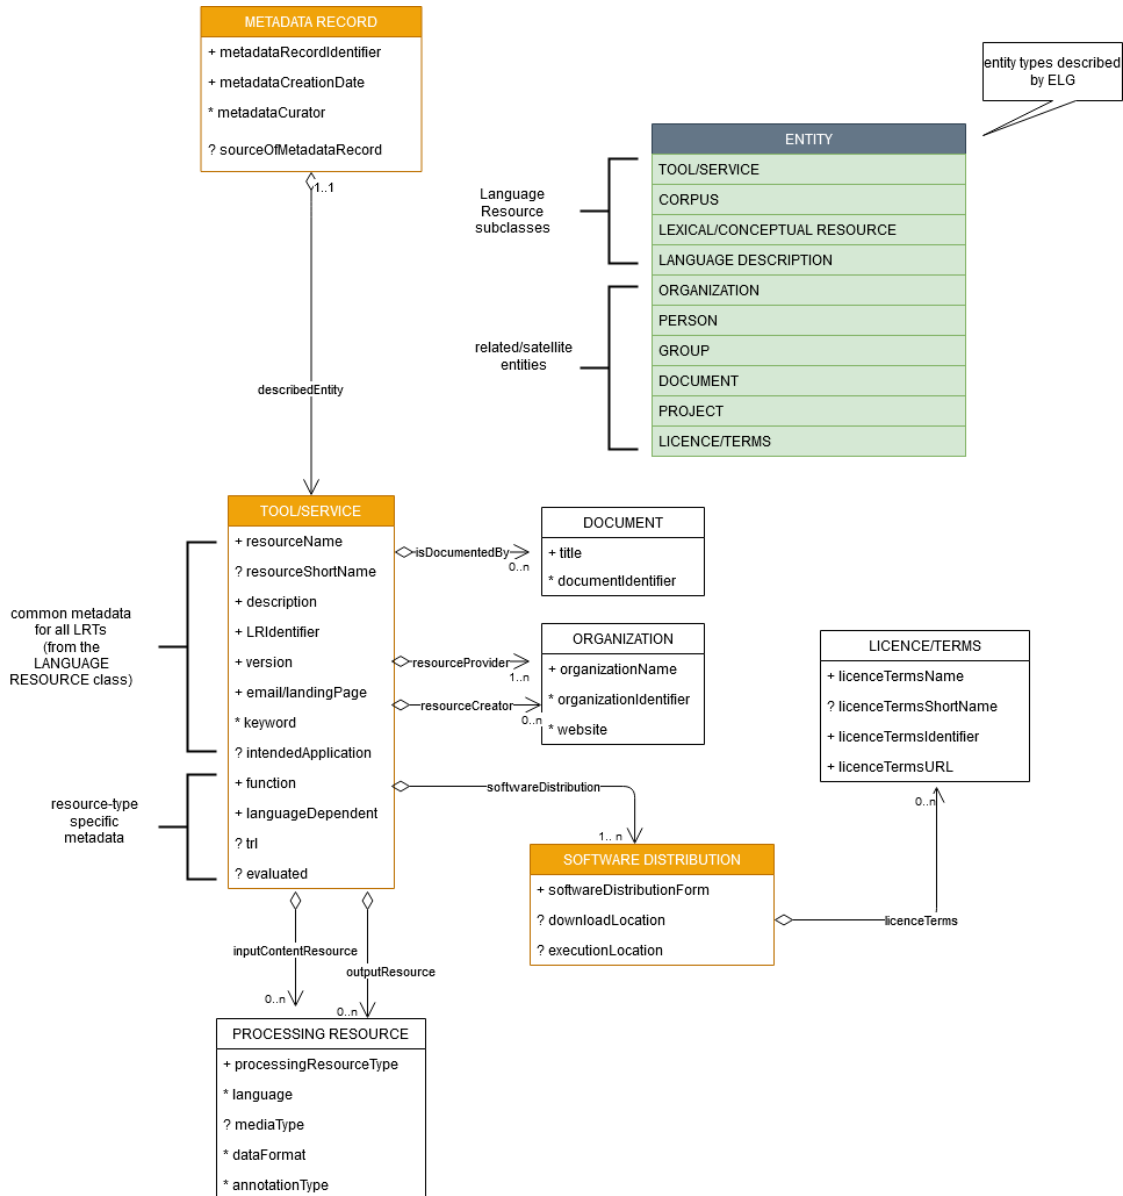 METADATA RECORD
+ metadataRecordIdentifier
+ metadataCreationDate
* metadataCurator
? sourceOfMetadataRecord
1..1
describedEntity
entity types described
by ELG
ENTITY
TOOL/SERVICE
CORPUS
LEXICAL/CONCEPTUAL RESOURCE
LANGUAGE DESCRIPTION
ORGANIZATION
PERSON
GROUP
DOCUMENT
PROJECT
LICENCE/TERMS
Language
Resource
subclasses
related/satellite
entities
TOOL/SERVICE
+ resourceName
? resourceShortName
+ description
+ LRIdentifier
+ version
+ email/landingPage
* keyword
? intendedApplication
+ function
+ languageDependent
? trl
? evaluated
common metadata
for all LRTs
(from the
LANGUAGE
RESOURCE class)
resource-type
specific
metadata
isDocumentedBy
0..n
DOCUMENT
+ title
* documentIdentifier
resourceProvider
1..n
resourceCreator
0..n
ORGANIZATION
+ organizationName
* organizationIdentifier
* website
softwareDistribution
1.. n
SOFTWARE DISTRIBUTION
+ softwareDistributionForm
? downloadLocation
? executionLocation
licenceTerms
0..n
LICENCE/TERMS
+ licenceTermsName
? licenceTermsShortName
+ licenceTermsIdentifier
+ licenceTermsURL
inputContentResource
0..n
outputResource
0..n
PROCESSING RESOURCE
+ processingResourceType
* language
? mediaType
* dataFormat
* annotationType